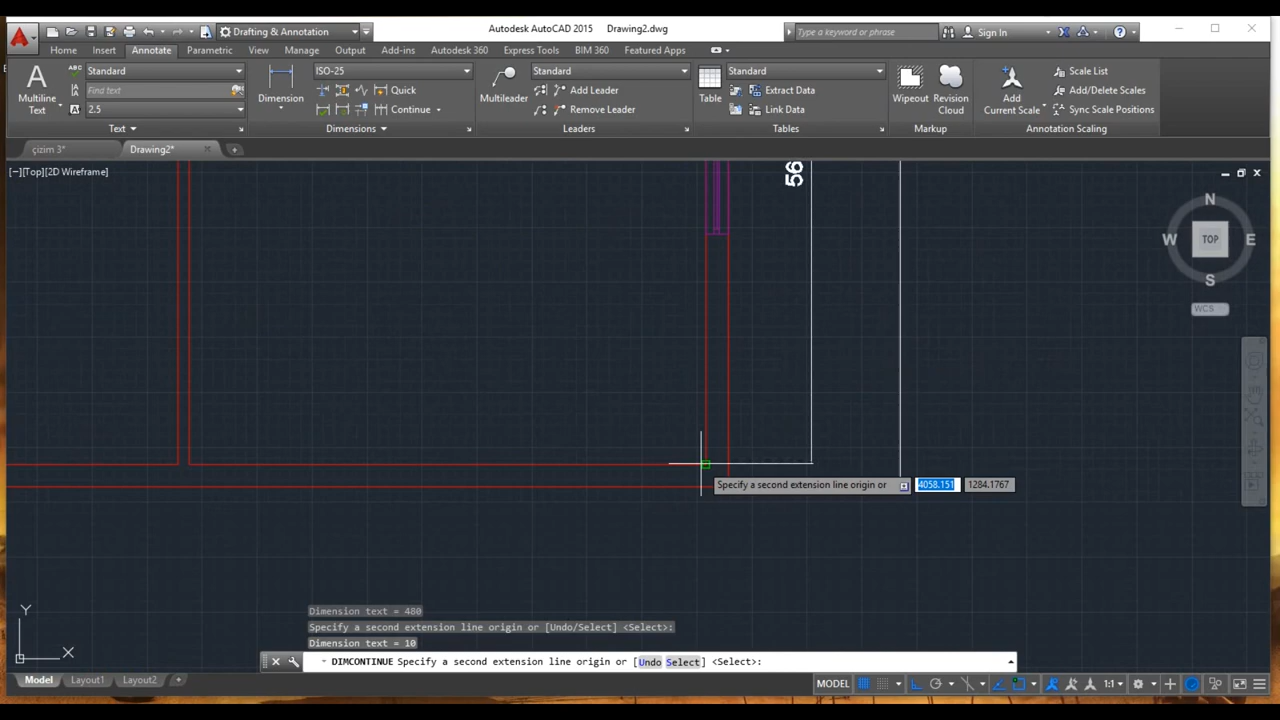 Drafting & Annotation
Autodesk AutoCAD 2015 Drawing2.dwg
Type a keyword or phrase
Sign In
Home Insert Annotate Parametric View Manage Output Add-ins Autodesk 360 Express Tools BIM 360 Featured Apps
Multiline Text
ABC
Standard
Find text
2.5
Text
Dimension
ISO-25
Quick
Continue
Dimensions
Multileader
Standard
Add Leader
Remove Leader
Leaders
Table
Standard
Extract Data
Link Data
Tables
Wipeout
Revision Cloud
Markup
Add Current Scale
Scale List
Add/Delete Scales
Sync Scale Positions
Annotation Scaling
çizim 3*
Drawing2*
[−][Top][2D Wireframe]
56
N
W TOP E
S
WCS
Specify a second extension line origin or 4058.151 1284.1767
Y
X
Dimension text = 480
Specify a second extension line origin or [Undo/Select] <Select>:
Dimension text = 10
DIMCONTINUE Specify a second extension line origin or [Undo Select] <Select>:
Model Layout1 Layout2
MODEL
1:1